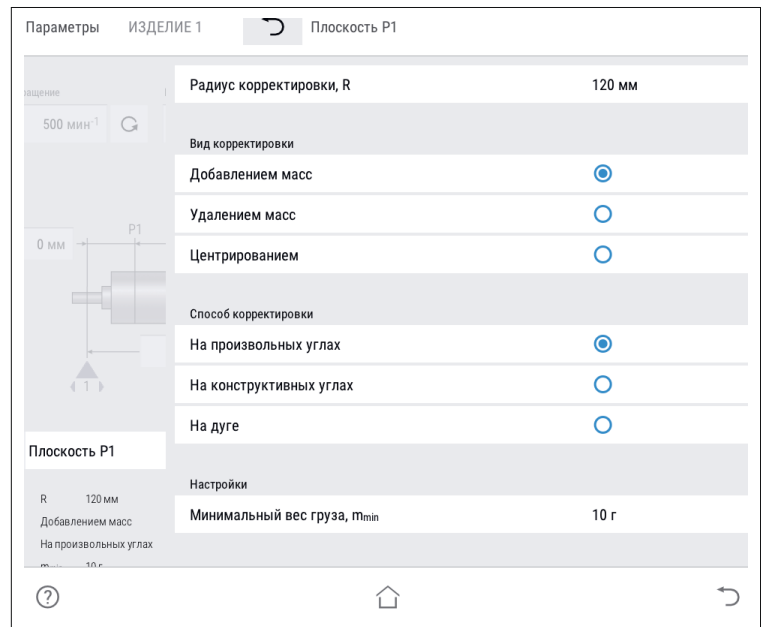 Параметры ИЗДЕЛИЕ 1 Плоскость P1
Радиус корректировки, R 120 мм
500 мин⁻¹
Вид корректировки
Добавлением масс
Удалением масс
P1
0 мм
Центрированием
Способ корректировки
На произвольных углах
1
На конструктивных углах
На дуге
Плоскость P1
Настройки
R 120 мм
Минимальный вес груза, mmin 10 г
Добавлением масс
На произвольных углах